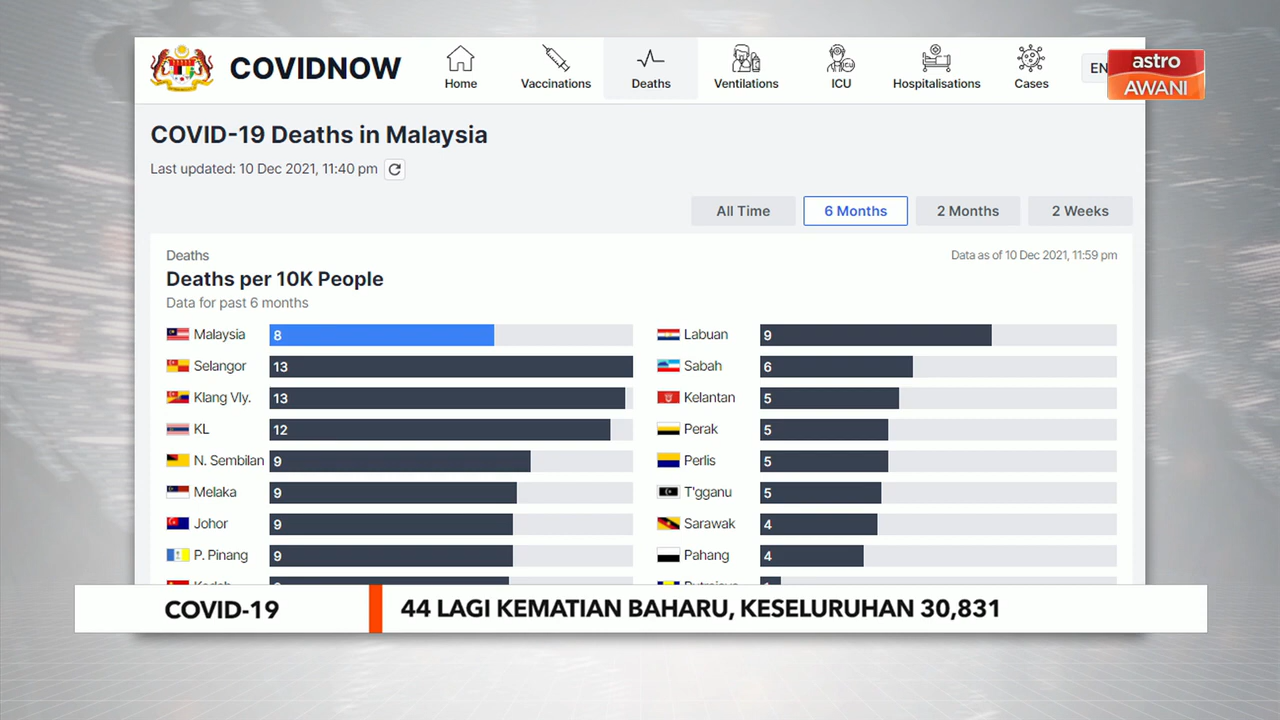 COVIDNOW
Home
Vaccinations
Deaths
Ventilations
ICU
Hospitalisations
Cases
EN
astro
AWANI
COVID-19 Deaths in Malaysia
Last updated: 10 Dec 2021, 11:40 pm
All Time
6 Months
2 Months
2 Weeks
Deaths
Data as of 10 Dec 2021, 11:59 pm
Deaths per 10K People
Data for past 6 months
Malaysia 8
Selangor 13
Klang Vly. 13
KL 12
N. Sembilan 9
Melaka 9
Johor 9
P. Pinang 9
Labuan 9
Sabah 6
Kelantan 5
Perak 5
Perlis 5
T'gganu 5
Sarawak 4
Pahang 4
COVID-19
44 LAGI KEMATIAN BAHARU, KESELURUHAN 30,831